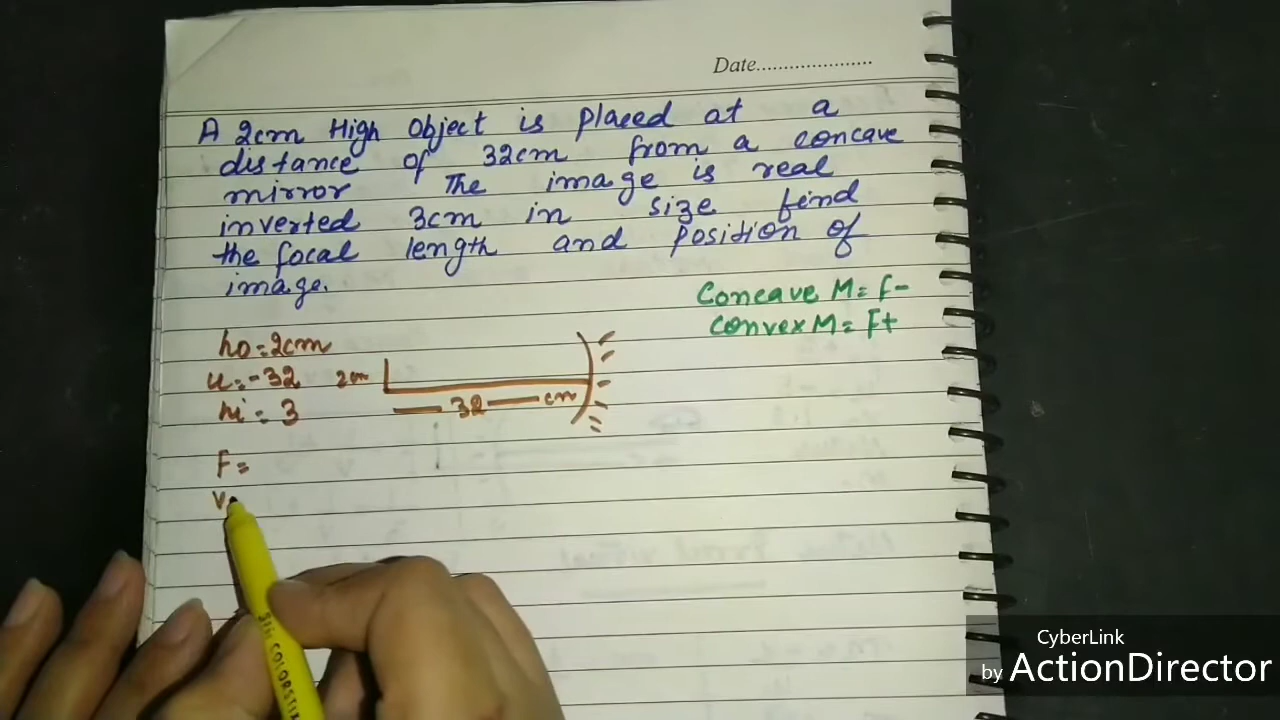 Date....................
A 2cm High Object is placed at a
distance of 32cm from a concave
mirror The image is real
inverted 3cm in size find
the focal length and position of
image.
Concave M= F-
Convex M= F+
ho=2cm
u=-32
hi=3
2cm
32 cm
F=
V=
CyberLink
by ActionDirector